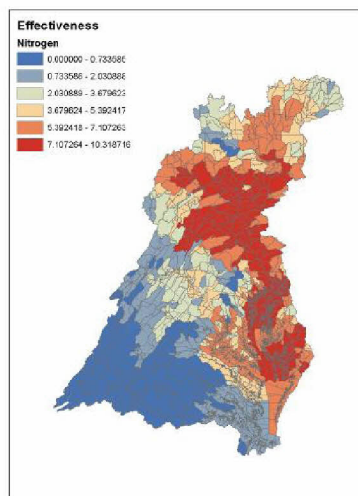 Effectiveness
Nitrogen
0.000000 - 0.733585
0.733586 - 2.030888
2.030889 - 3.679623
3.679624 - 5.392417
5.392418 - 7.107263
7.107264 - 10.318716